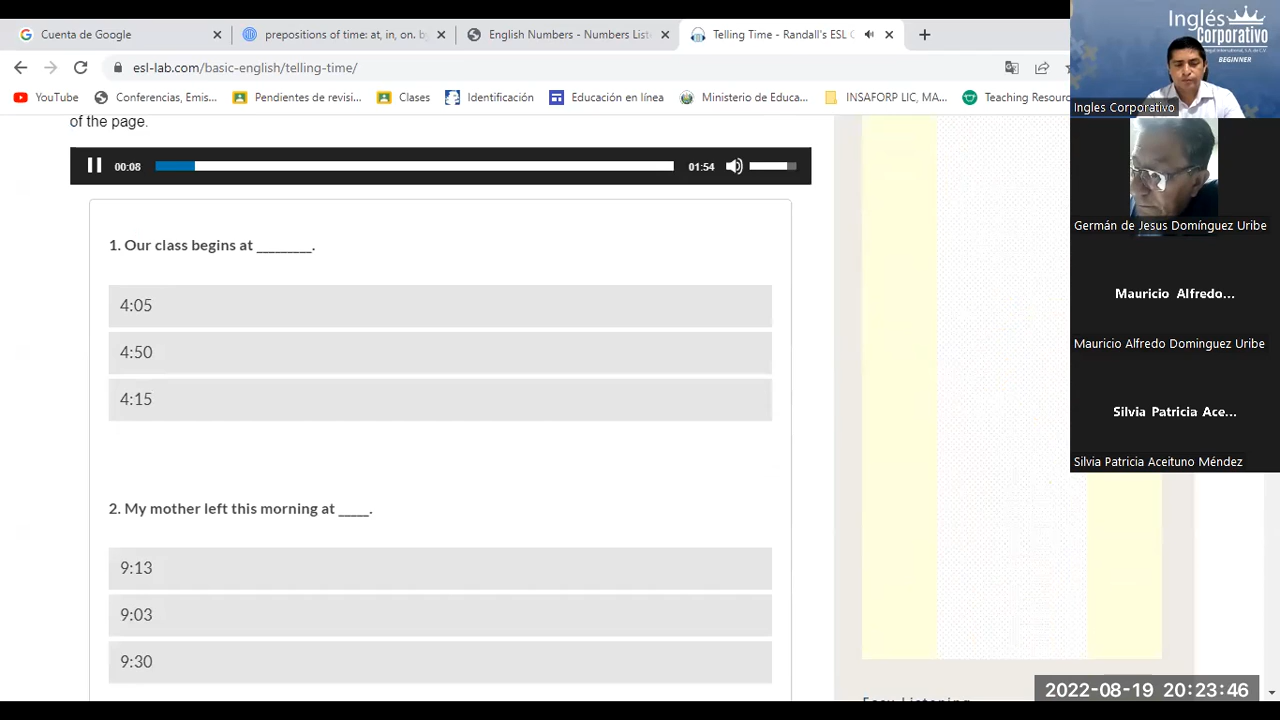 Cuenta de Google
prepositions of time: at, in, on. by
English Numbers - Numbers List
Telling Time - Randall's ESL C
esl-lab.com/basic-english/telling-time/
YouTube
Conferencias, Emis...
Pendientes de revisi...
Clases
Identificación
Educación en línea
Ministerio de Educa...
INSAFORP LIC, MA...
Teaching Resour
of the page.
00:08
01:54
1. Our class begins at _________.
4:05
4:50
4:15
2. My mother left this morning at _____.
9:13
9:03
9:30
Easy Listening
Inglés
Corporativo
BEGINNER
Ingles Corporativo
Germán de Jesus Domínguez Uribe
Mauricio Alfredo...
Mauricio Alfredo Dominguez Uribe
Silvia Patricia Ace...
Silvia Patricia Aceituno Méndez
2022-08-19 20:23:46